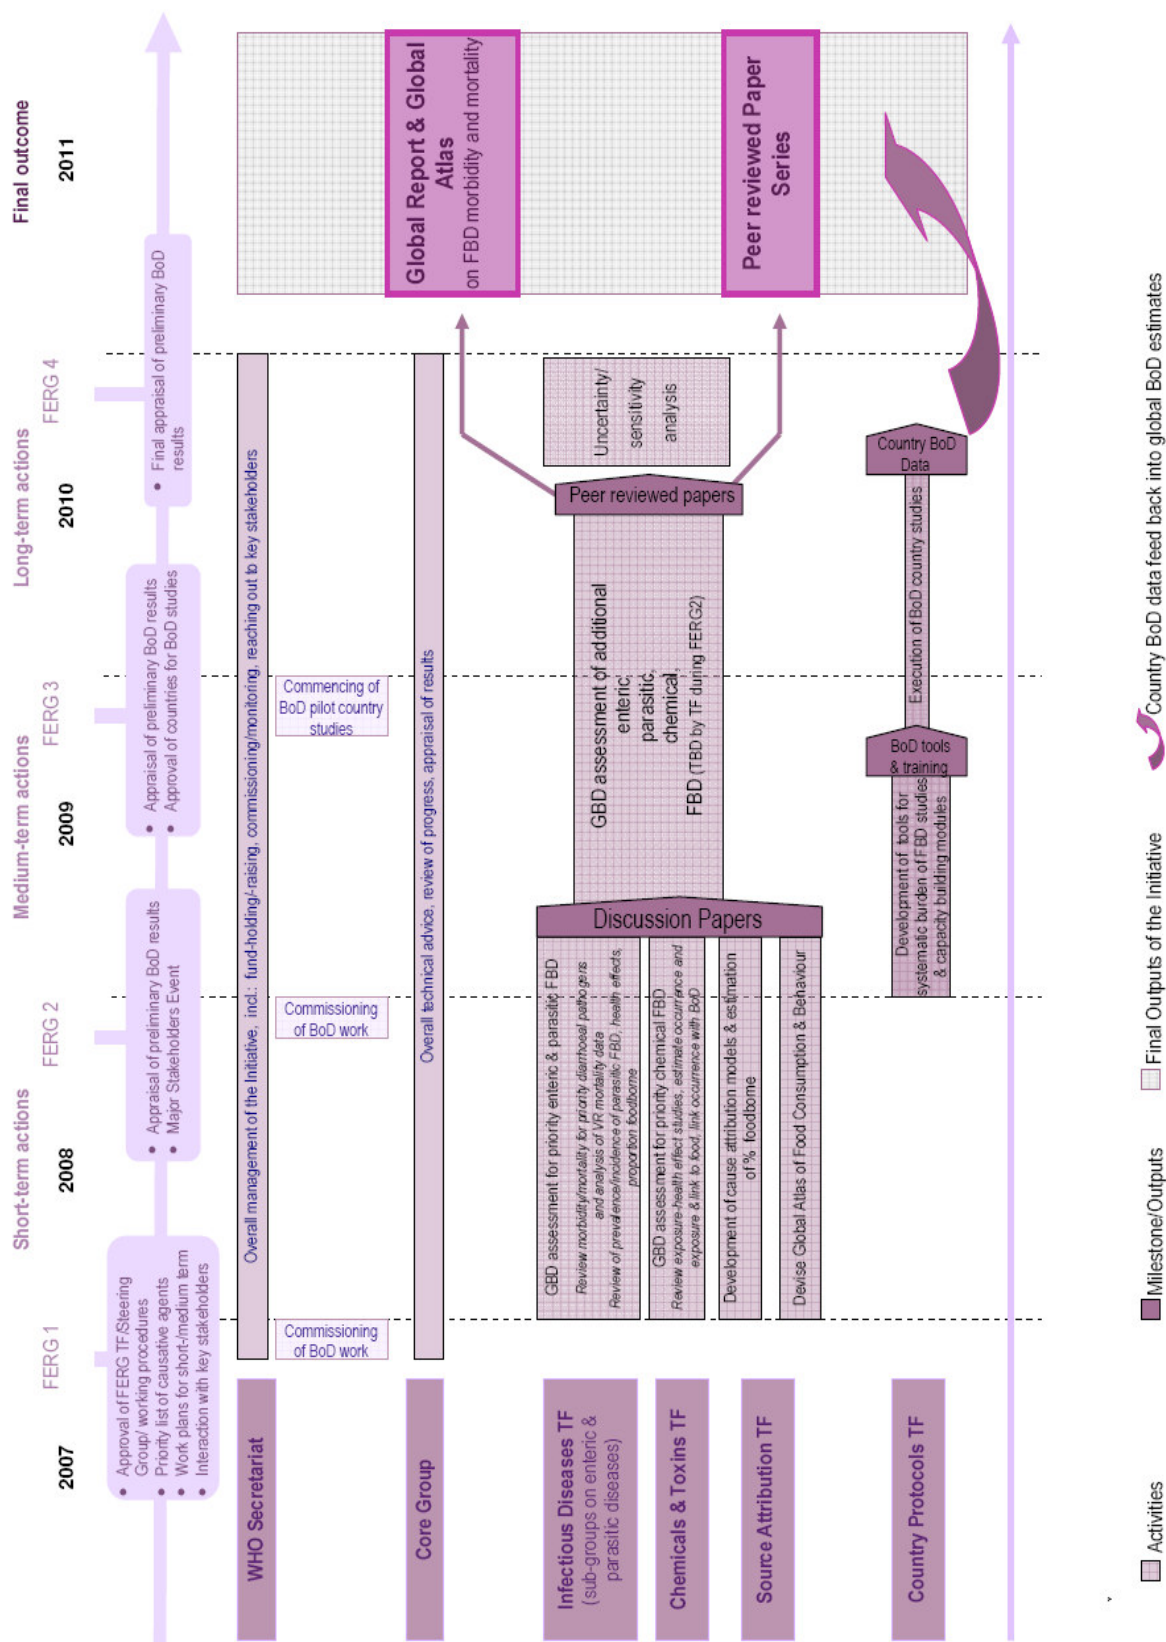 Short-term actions
Medium-term actions
Long-term actions
Final outcome
2007
FERG 1
2008
FERG 2
2009
FERG 3
2010
FERG 4
2011
• Approval of FERG TF/Steering
Group/ working procedures
• Priority list of causative agents
• Work plans for short-/medium term
• Interaction with key stakeholders
• Appraisal of preliminary BoD results
• Major Stakeholders Event
• Appraisal of preliminary BoD results
• Approval of countries for BoD studies
• Final appraisal of preliminary BoD
results
WHO Secretariat
Overall management of the Initiative, incl.: fund-holding/-raising, commissioning/monitoring, reaching out to key stakeholders
Commissioning
of BoD work
Commissioning
of BoD work
Commencing of
BoD pilot country
studies
Core Group
Overall technical advice, review of progress, appraisal of results
Global Report & Global
Atlas
on FBD morbidity and mortality
Infectious Diseases TF
(sub-groups on enteric &
parasitic diseases)
GBD assessment for priority enteric & parasitic FBD
Review morbidity/mortality for priority diarrhoeal pathogens
and analysis of VR mortality data
Review of prevalence/incidence of parasitic FBD, health effects,
proportion foodborne
Chemicals & Toxins TF
GBD assessment for priority chemical FBD
Review exposure-health effect studies, estimate occurrence and
exposure & link to food, link occurrence with BoD
Source Attribution TF
Development of cause attribution models & estimation
of % foodborne
Devise Global Atlas of Food Consumption & Behaviour
Discussion Papers
GBD assessment of additional
enteric,
parasitic,
chemical,
FBD (TBD by TF during FERG2)
Peer reviewed papers
Uncertainty/
sensitivity
analysis
Peer reviewed Paper
Series
Country Protocols TF
Development of tools for
systematic burden of FBD studies
& capacity building modules
BoD tools
& training
Execution of BoD country studies
Country BoD
Data
Activities
Milestone/Outputs
Final Outputs of the Initiative
Country BoD data feed back into global BoD estimates